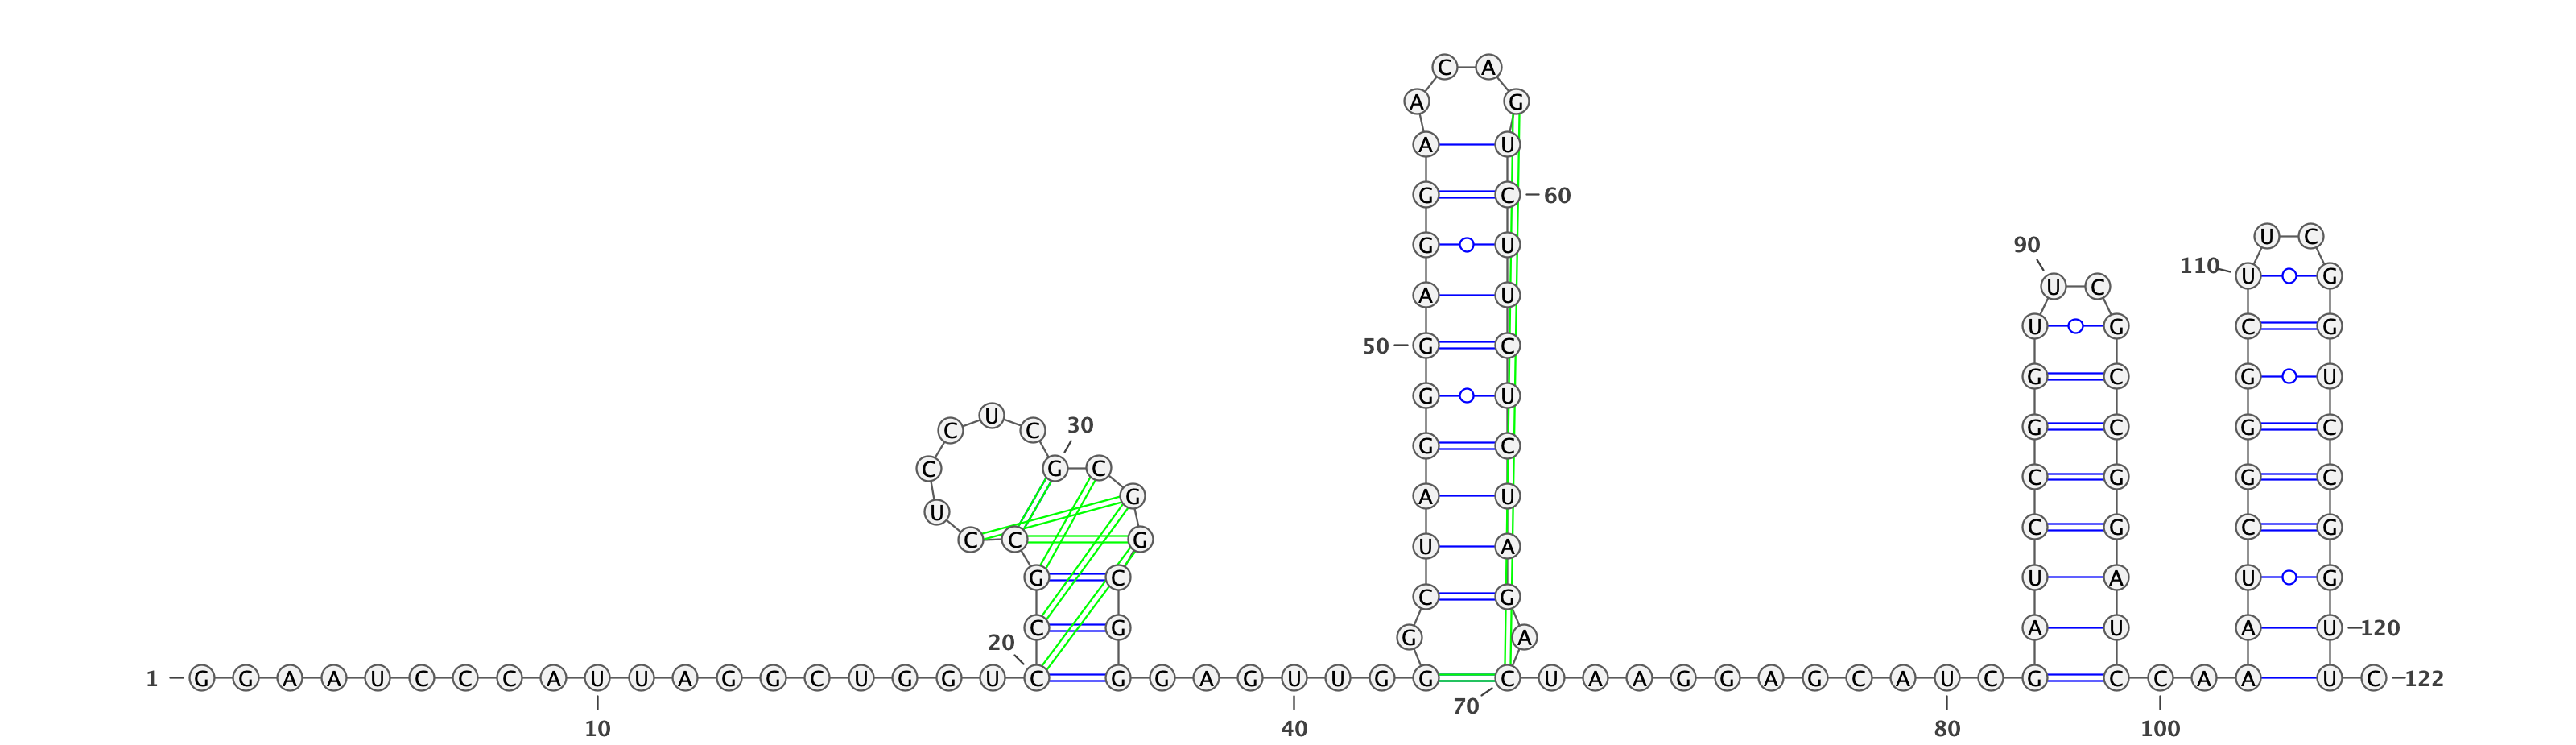 C A
A G
A U
G C 60
U C
90 G U
110 U G
U C
A U
U G C G
50 G C
G C G U
G U
U
30
C C G C G C
G C
C G C C G G C
G A U
U
C G C G
C C G
U A
G C U A U G
C G
20 C G G A A U A U 120
1 G G A A U C C C A U U A G G C U G G U C G G A G U U G G C U A A G G A G C A U C G C C A A U C 122
70
10 40 80 100